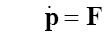 ṗ = F